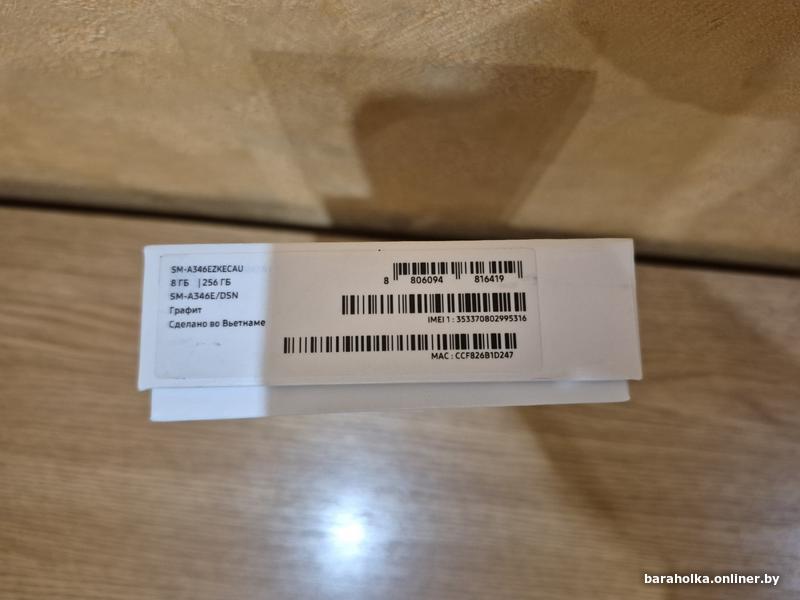 SM-A346EZKECAU
8 ГБ | 256 ГБ
SM-A346E/DSN
Графит
Сделано во Вьетнаме
8 806094 816419
IMEI 1 : 353370802995316
MAC : CCF826B1D247
baraholka.onliner.by